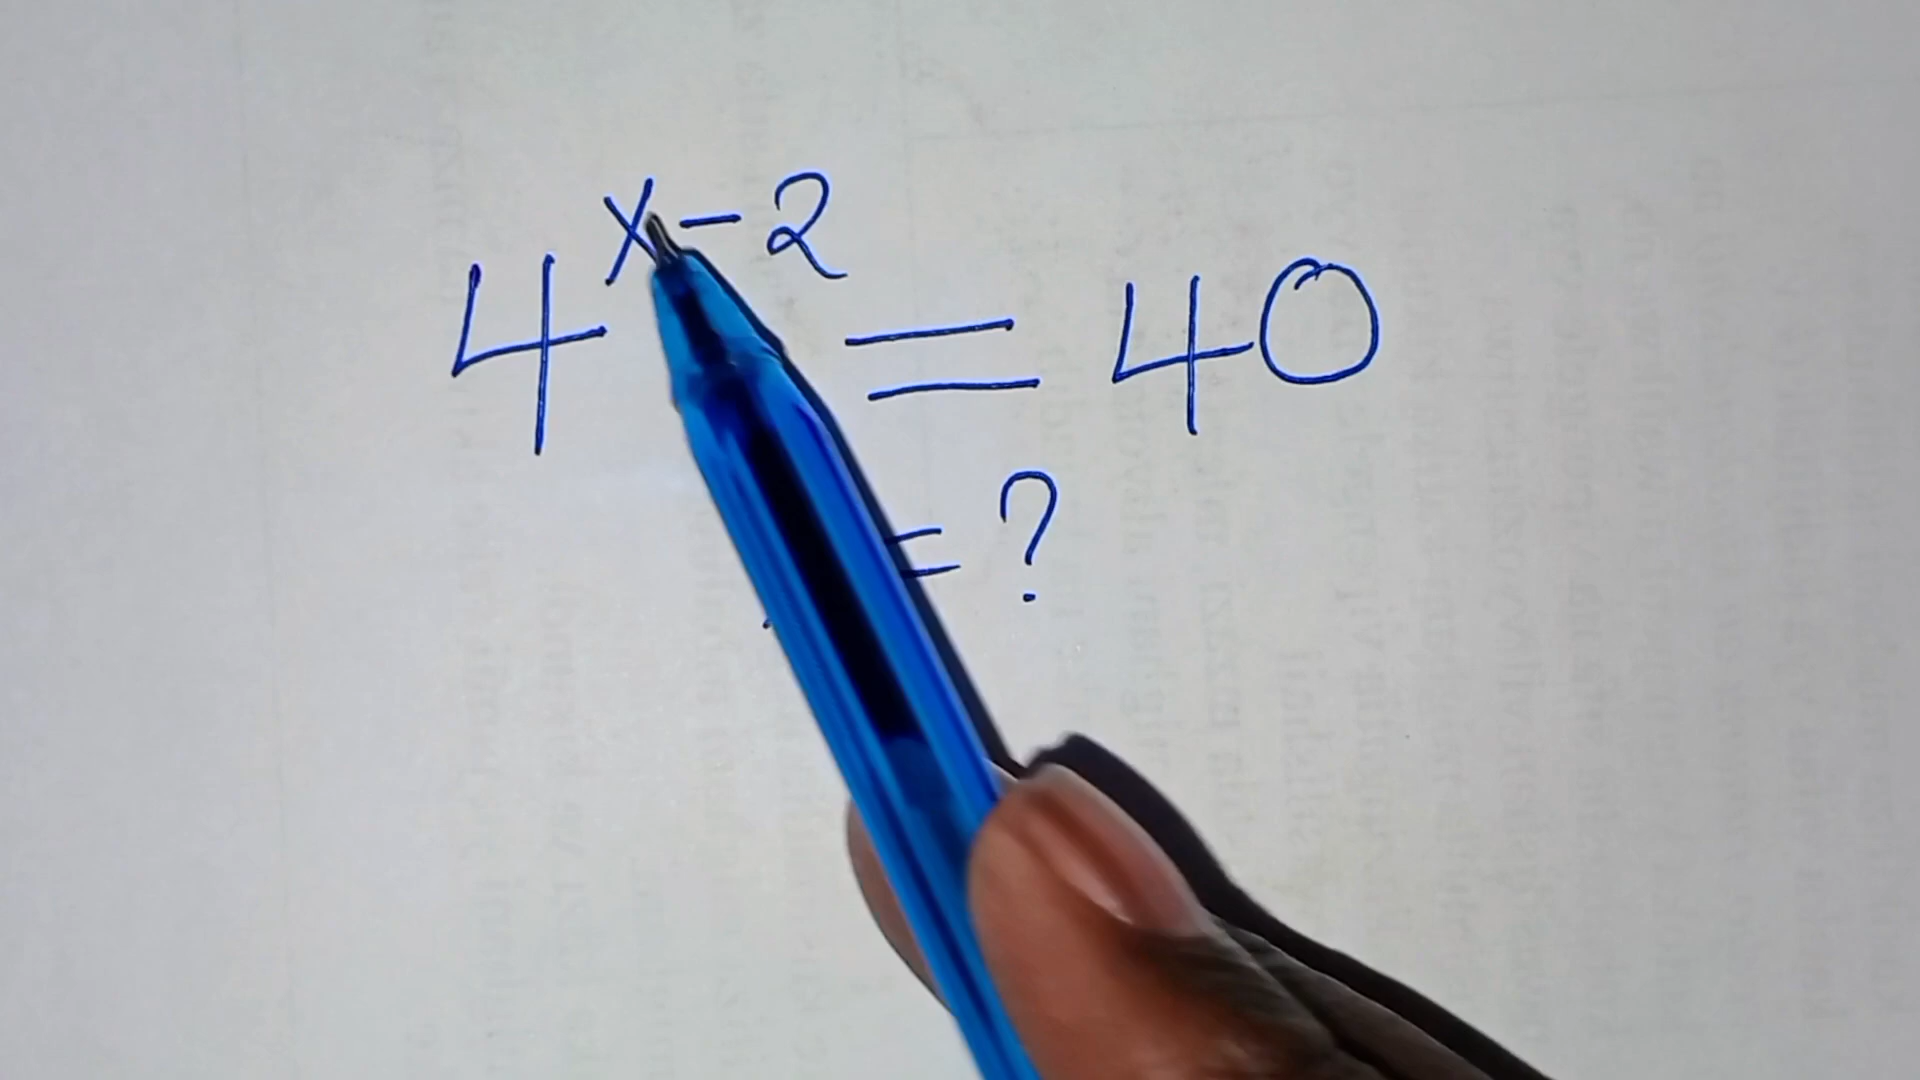 4^{x-2} = 40
= ?